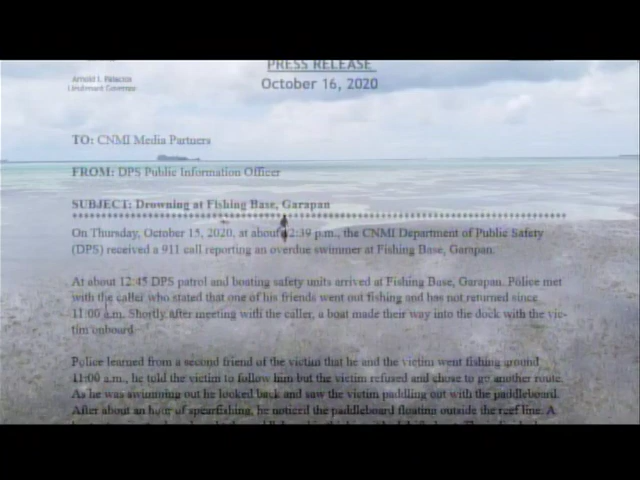 PRESS RELEASE
October 16, 2020
Arnold I. Palacios
Lieutenant Governor
TO: CNMI Media Partners
FROM: DPS Public Information Officer
SUBJECT: Drowning at Fishing Base, Garapan
On Thursday, October 15, 2020, at about 2:39 p.m., the CNMI Department of Public Safety
(DPS) received a 911 call reporting an overdue swimmer at Fishing Base, Garapan.
At about 12:45 DPS patrol and boating safety units arrived at Fishing Base, Garapan. Police met
with the caller who stated that one of his friends went out fishing and has not returned since
11:00 a.m. Shortly after meeting with the caller, a boat made their way into the dock with the vic-
tim onboard.
Police learned from a second friend of the victim that he and the victim went fishing around
11:00 a.m., he told the victim to follow him but the victim refused and chose to go another route.
As he was swimming out he looked back and saw the victim paddling out with the paddleboard.
After about an hour of spearfishing, he noticed the paddleboard floating outside the reef line. A